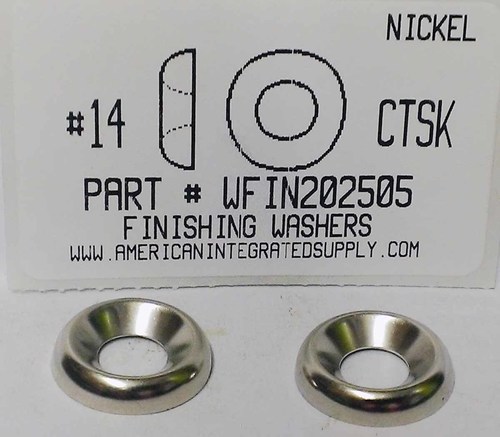 NICKEL
#14 CTSK
PART # WFIN202505
FINISHING WASHERS
WWW.AMERICANINTEGRATEDSUPPLY.COM